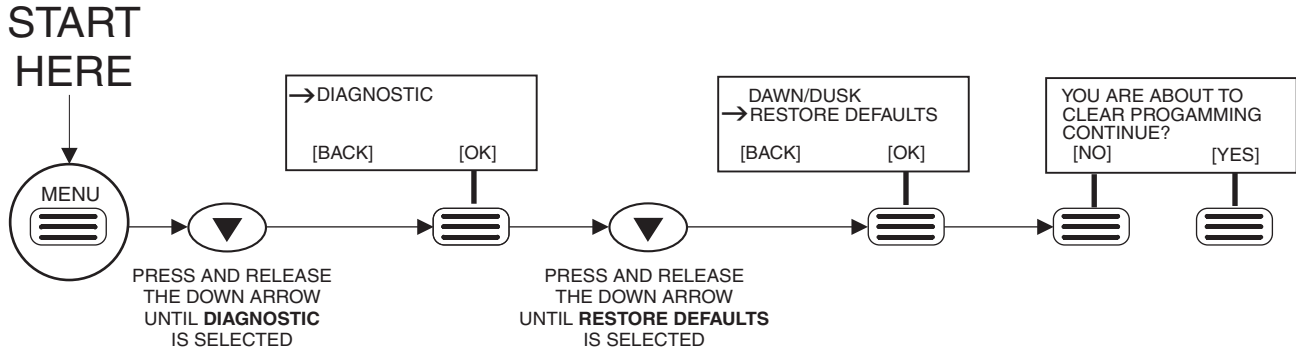 START
HERE
MENU
PRESS AND RELEASE
THE DOWN ARROW
UNTIL DIAGNOSTIC
IS SELECTED
→DIAGNOSTIC
[BACK] [OK]
PRESS AND RELEASE
THE DOWN ARROW
UNTIL RESTORE DEFAULTS
IS SELECTED
DAWN/DUSK
→RESTORE DEFAULTS
[BACK] [OK]
YOU ARE ABOUT TO
CLEAR PROGAMMING
CONTINUE?
[NO] [YES]